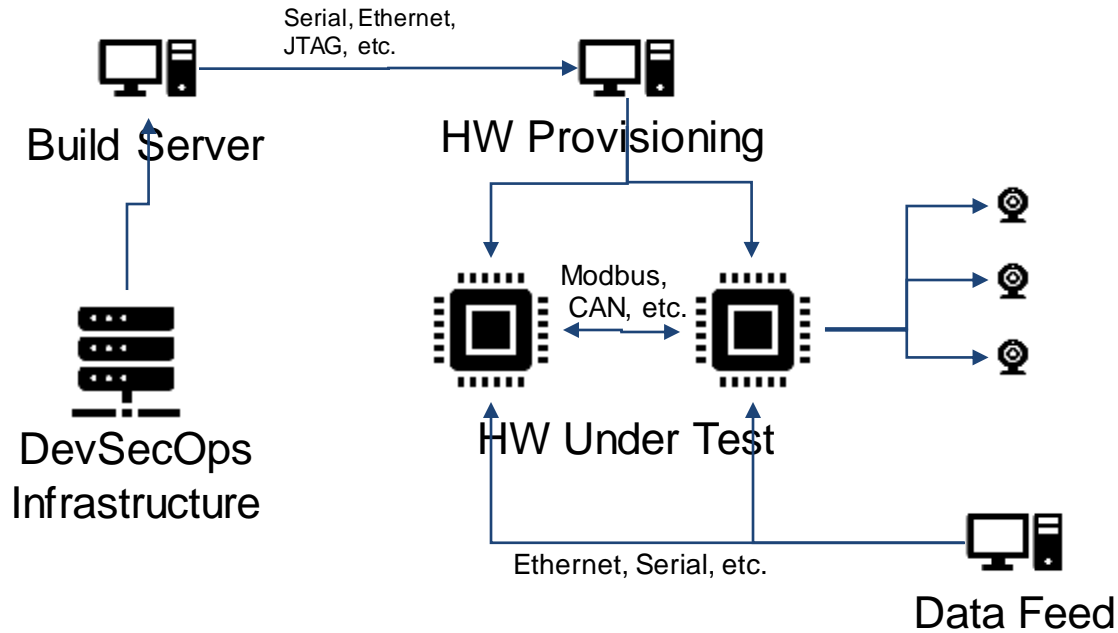 Serial, Ethernet,
JTAG, etc.
Build Server
HW Provisioning
Modbus,
CAN, etc.
HW Under Test
DevSecOps
Infrastructure
Ethernet, Serial, etc.
Data Feed